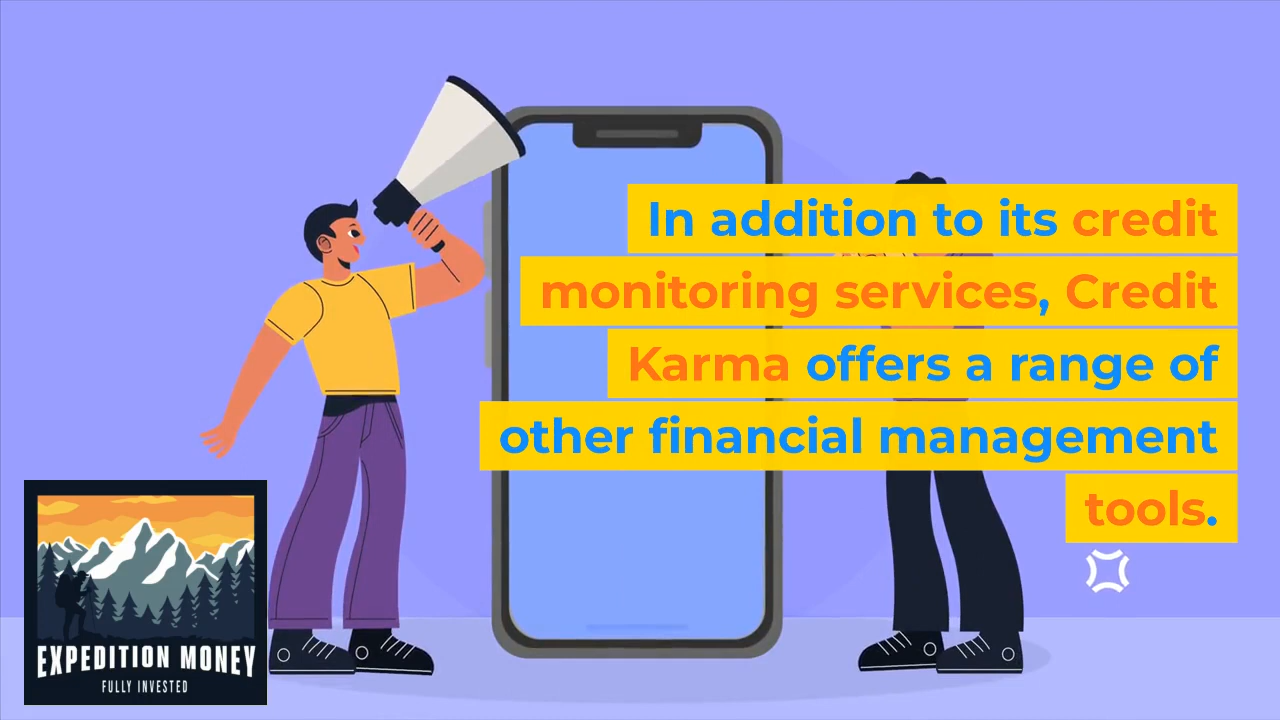 In addition to its credit
monitoring services, Credit
Karma offers a range of
other financial management
tools.
EXPEDITION MONEY
FULLY INVESTED